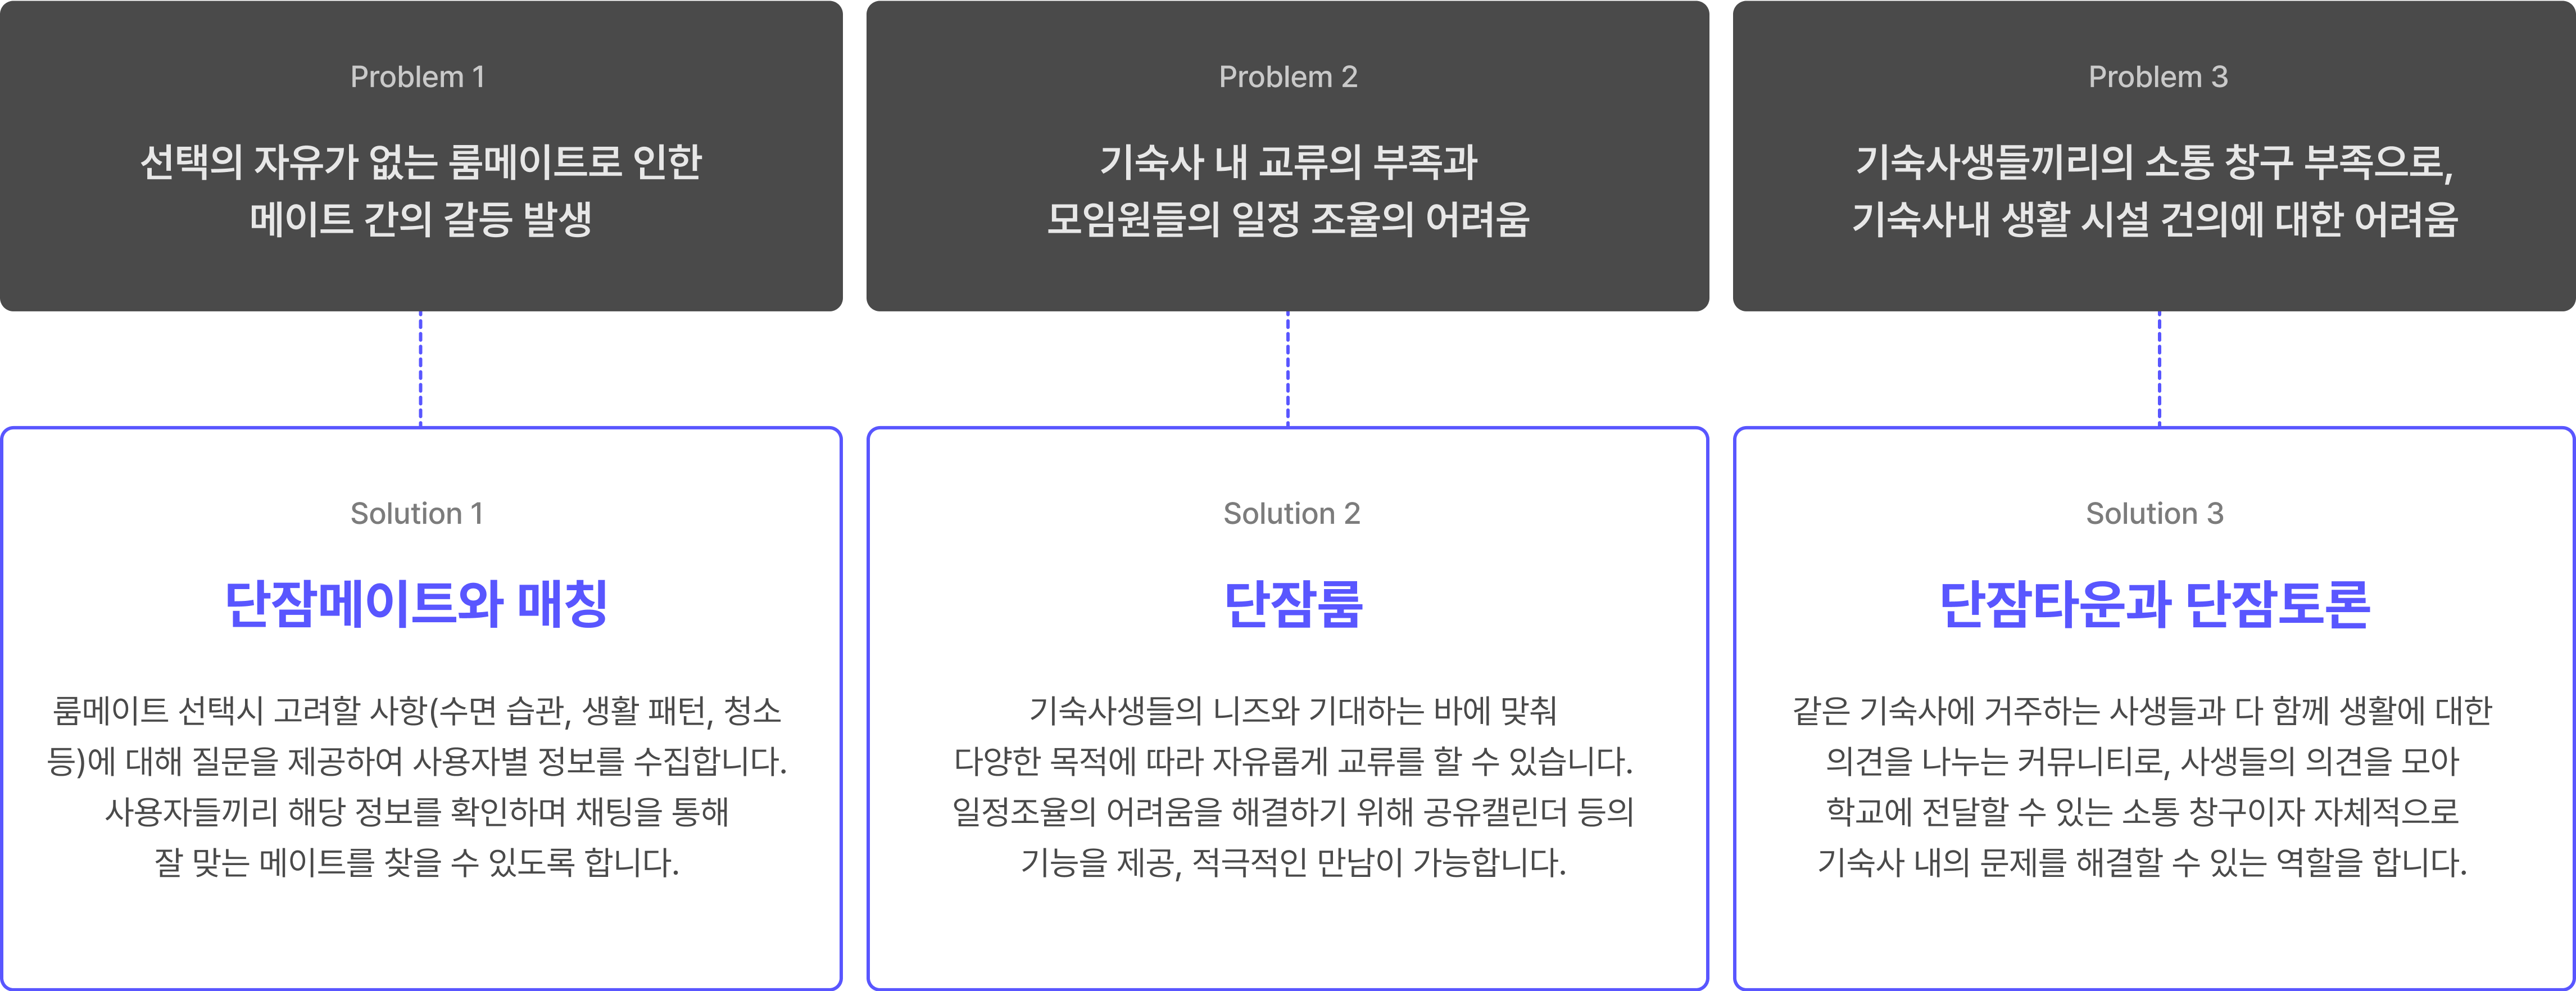 Problem 1
선택의 자유가 없는 룸메이트로 인한
메이트 간의 갈등 발생
Problem 2
기숙사 내 교류의 부족과
모임원들의 일정 조율의 어려움
Problem 3
기숙사생들끼리의 소통 창구 부족으로,
기숙사내 생활 시설 건의에 대한 어려움
Solution 1
단잠메이트와 매칭
룸메이트 선택시 고려할 사항(수면 습관, 생활 패턴, 청소
등)에 대해 질문을 제공하여 사용자별 정보를 수집합니다.
사용자들끼리 해당 정보를 확인하며 채팅을 통해
잘 맞는 메이트를 찾을 수 있도록 합니다.
Solution 2
단잠룸
기숙사생들의 니즈와 기대하는 바에 맞춰
다양한 목적에 따라 자유롭게 교류를 할 수 있습니다.
일정조율의 어려움을 해결하기 위해 공유캘린더 등의
기능을 제공, 적극적인 만남이 가능합니다.
Solution 3
단잠타운과 단잠토론
같은 기숙사에 거주하는 사생들과 다 함께 생활에 대한
의견을 나누는 커뮤니티로, 사생들의 의견을 모아
학교에 전달할 수 있는 소통 창구이자 자체적으로
기숙사 내의 문제를 해결할 수 있는 역할을 합니다.